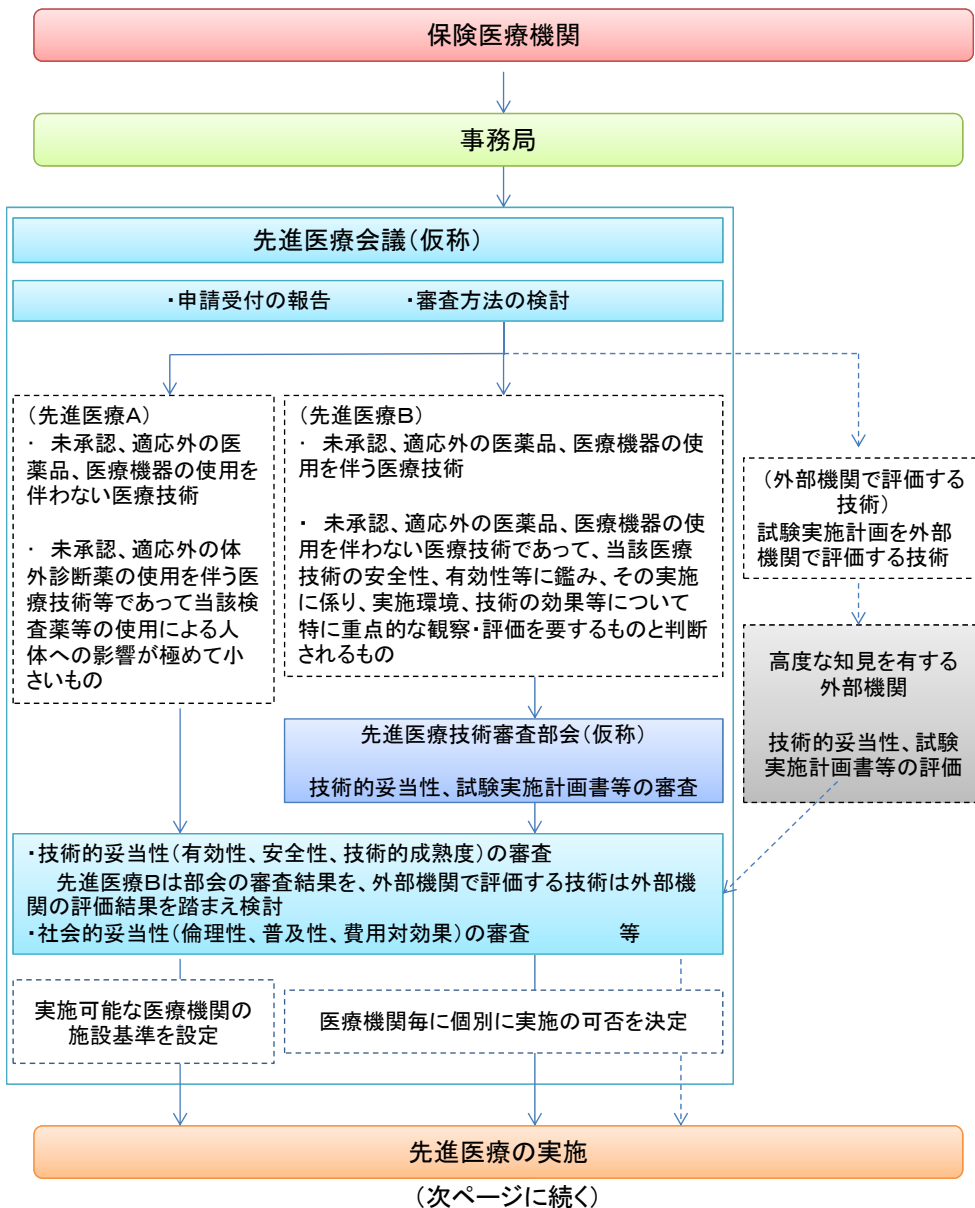 保険医療機関
事務局
先進医療会議(仮称)
・申請受付の報告　　　・審査方法の検討
(先進医療A)
・ 未承認、適応外の医
薬品、医療機器の使用を
伴わない医療技術
・ 未承認、適応外の体
外診断薬の使用を伴う医
療技術等であって当該検
査薬等の使用による人
体への影響が極めて小
さいもの
(先進医療B)
・ 未承認、適応外の医薬品、医療機器の使
用を伴う医療技術
・ 未承認、適応外の医薬品、医療機器の使
用を伴わない医療技術であって、当該医療
技術の安全性、有効性等に鑑み、その実施
に係り、実施環境、技術の効果等について
特に重点的な観察・評価を要するものと判断
されるもの
(外部機関で評価する
技術)
試験実施計画を外部
機関で評価する技術
高度な知見を有する
外部機関
技術的妥当性、試験
実施計画書等の評価
先進医療技術審査部会(仮称)
技術的妥当性、試験実施計画書等の審査
・技術的妥当性(有効性、安全性、技術的成熟度)の審査
先進医療Bは部会の審査結果を、外部機関で評価する技術は外部機
関の評価結果を踏まえ検討
・社会的妥当性(倫理性、普及性、費用対効果)の審査　　　等
実施可能な医療機関の
施設基準を設定
医療機関毎に個別に実施の可否を決定
先進医療の実施
(次ページに続く)